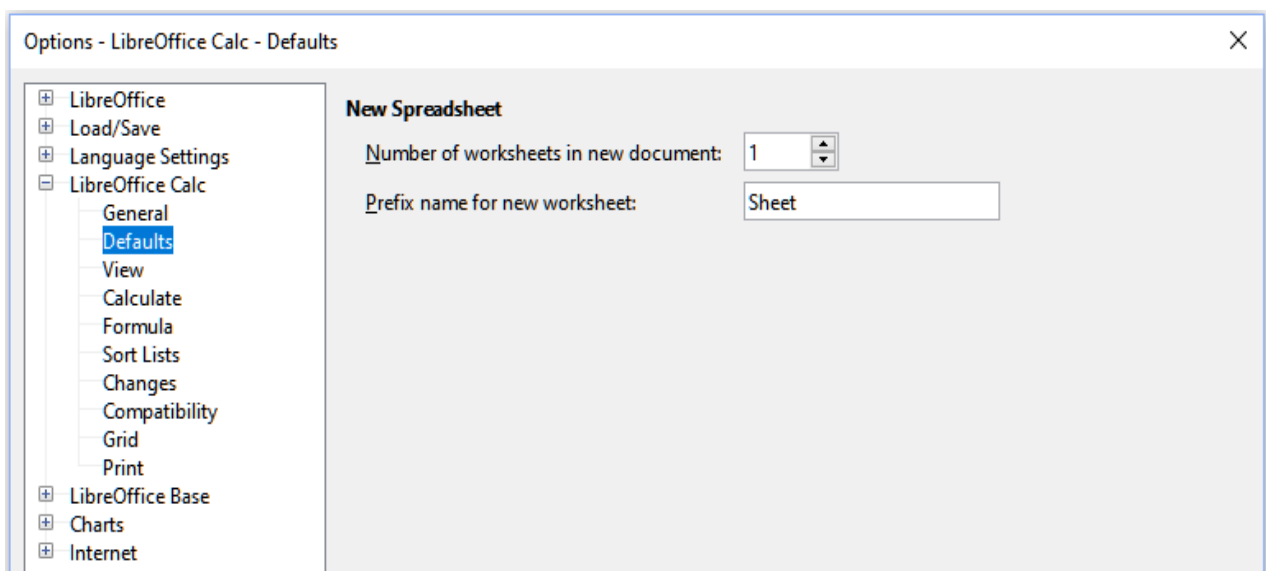 Options - LibreOffice Calc - Defaults
LibreOffice
Load/Save
Language Settings
LibreOffice Calc
General
Defaults
View
Calculate
Formula
Sort Lists
Changes
Compatibility
Grid
Print
LibreOffice Base
Charts
Internet
New Spreadsheet
Number of worksheets in new document: 1
Prefix name for new worksheet: Sheet